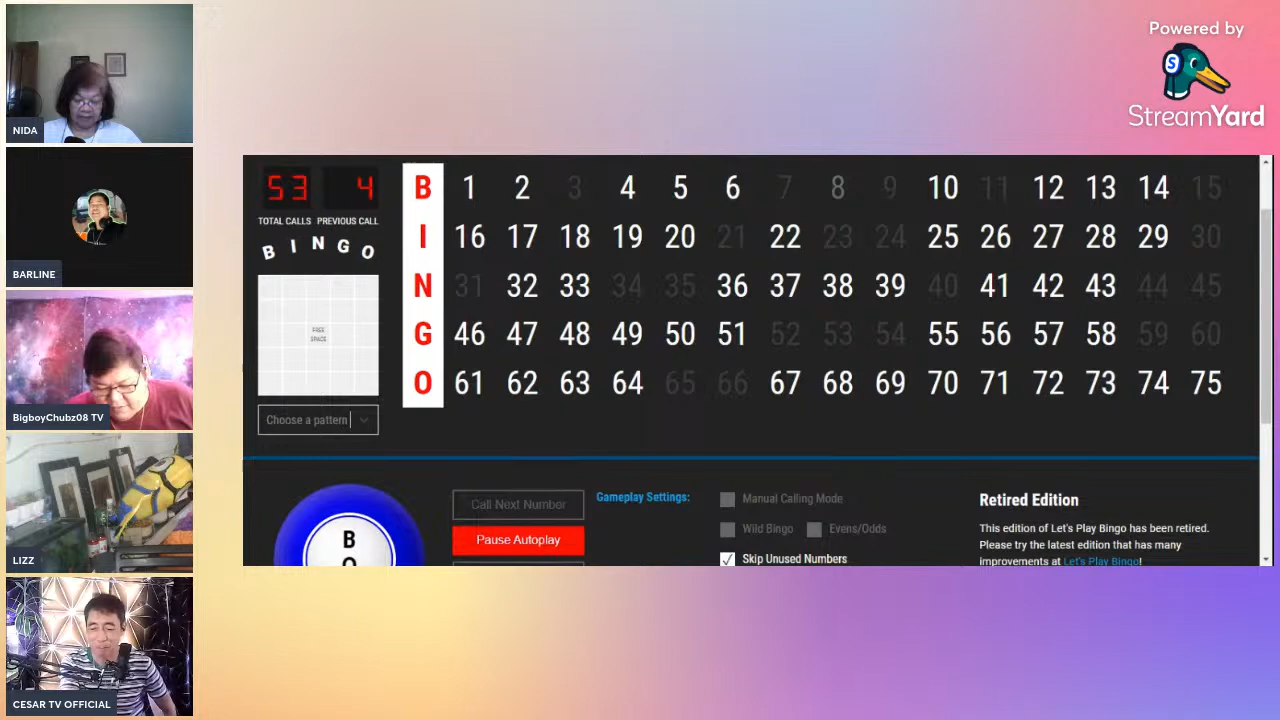 Powered by
S
StreamYard
NIDA
BARLINE
BigboyChubz08 TV
LIZZ
CESAR TV OFFICIAL
53 4
TOTAL CALLS PREVIOUS CALL
BINGO
FREE
SPACE
Choose a pattern
B 1 2 3 4 5 6 7 8 9 10 11 12 13 14 15
I 16 17 18 19 20 21 22 23 24 25 26 27 28 29 30
N 31 32 33 34 35 36 37 38 39 40 41 42 43 44 45
G 46 47 48 49 50 51 52 53 54 55 56 57 58 59 60
O 61 62 63 64 65 66 67 68 69 70 71 72 73 74 75
B
Call Next Number
Pause Autoplay
Gameplay Settings:
Manual Calling Mode
Wild Bingo Evens/Odds
Skip Unused Numbers
Retired Edition
This edition of Let's Play Bingo has been retired.
Please try the latest edition that has many
improvements at Let's Play Bingo!